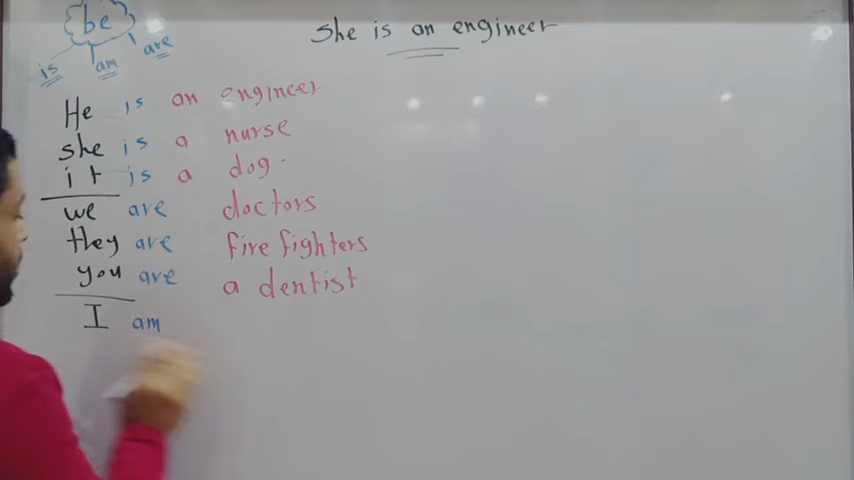 be
is am are
She is an engineer
He is an engineer
she is a nurse
it is a dog.
we are doctors
they are fire fighters
you are a dentist
I am